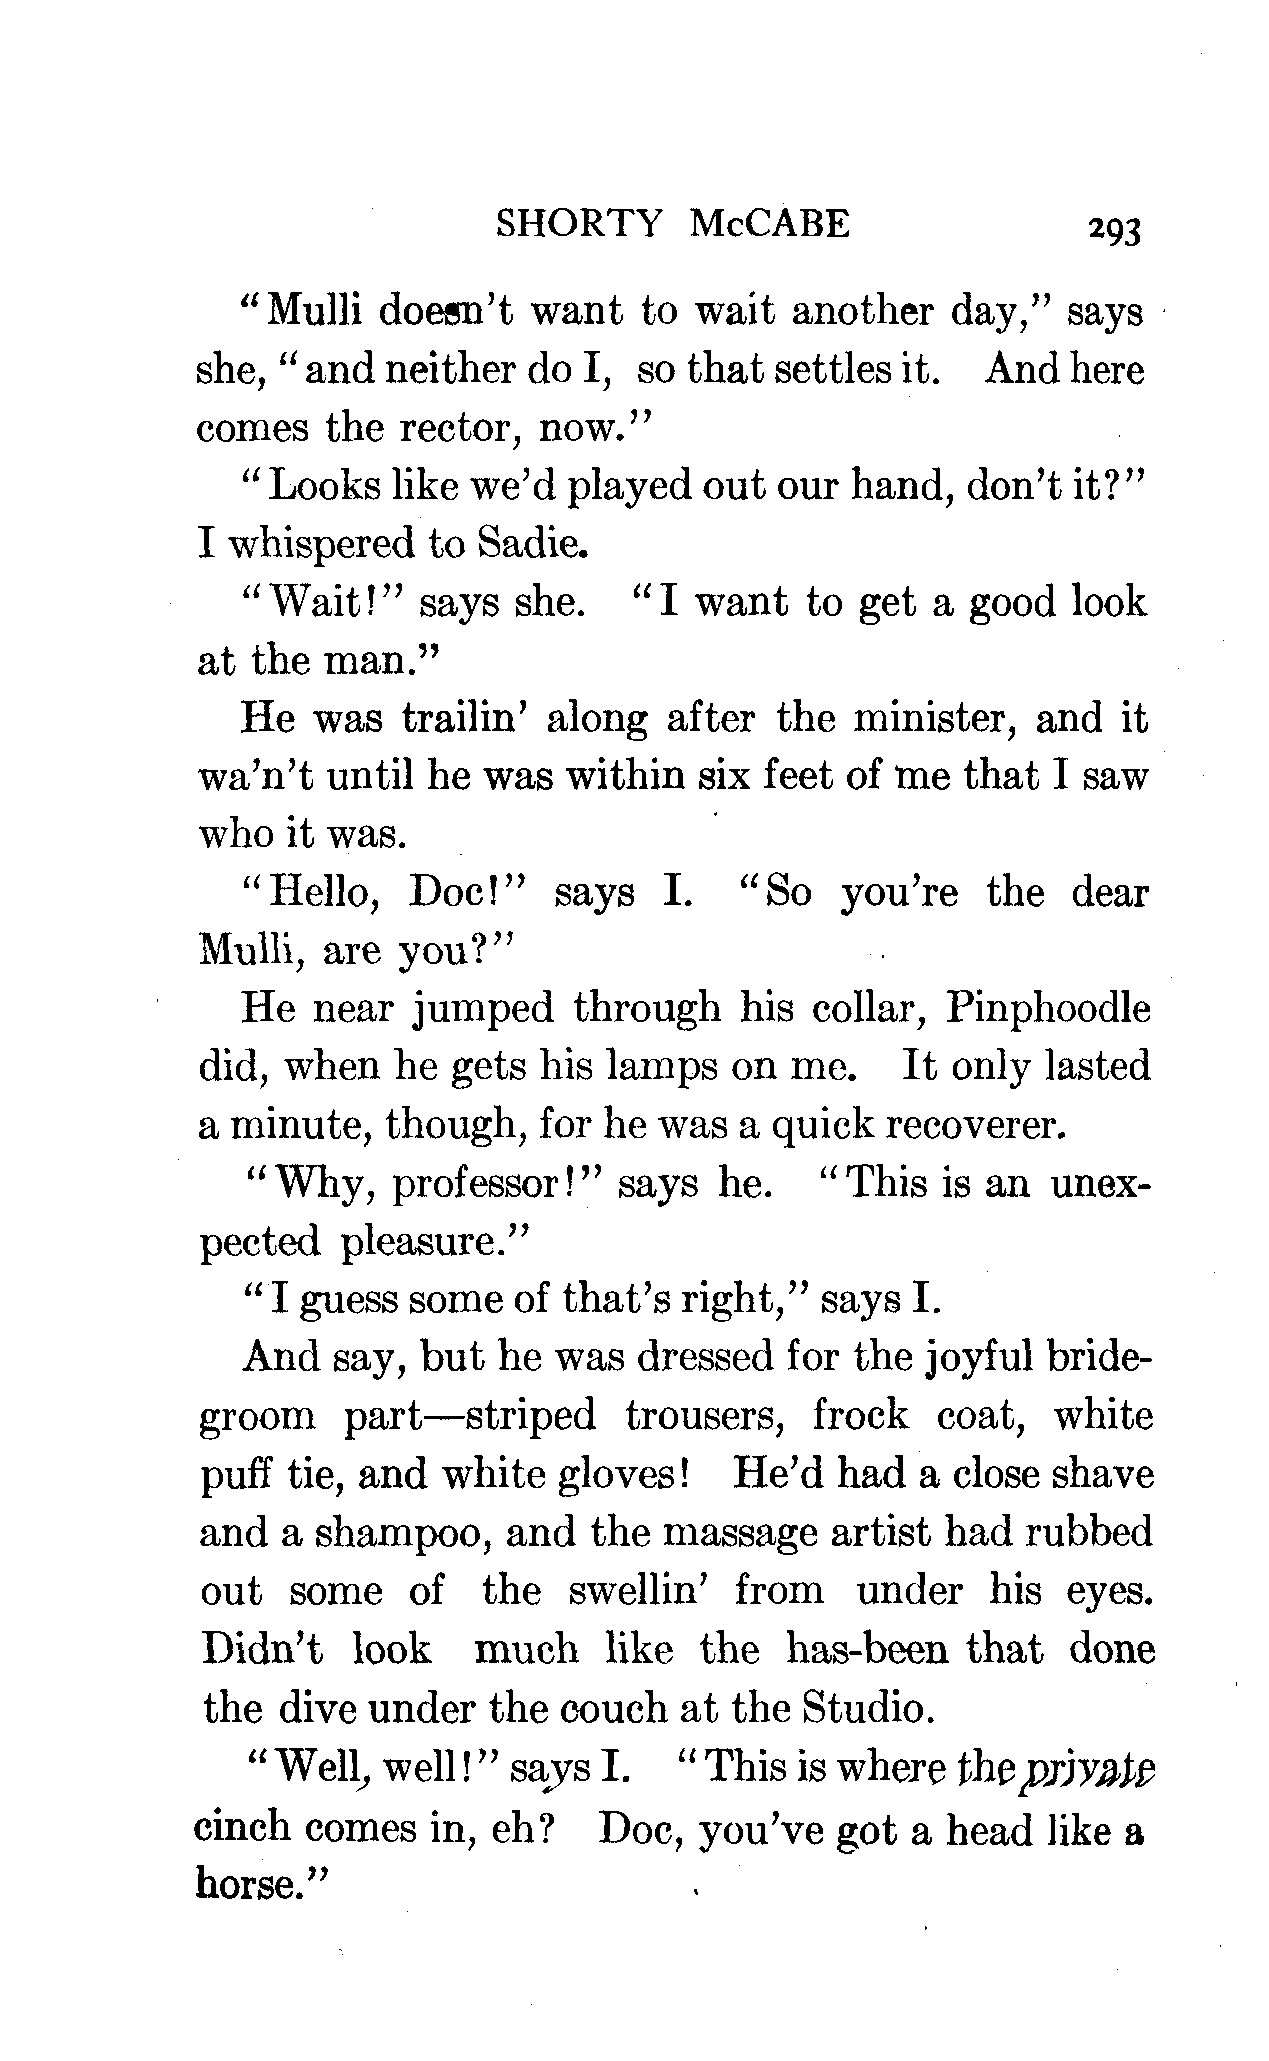 SHORTY McCABE 293
"Mulli doesn't want to wait another day," says
she, "and neither do I, so that settles it. And here
comes the rector, now."
"Looks like we'd played out our hand, don't it?"
I whispered to Sadie.
"Wait!" says she. "I want to get a good look
at the man."
He was trailin' along after the minister, and it
wa'n't until he was within six feet of me that I saw
who it was.
"Hello, Doc!" says I. "So you're the dear
Mulli, are you?"
He near jumped through his collar, Pinphoodle
did, when he gets his lamps on me. It only lasted
a minute, though, for he was a quick recoverer.
"Why, professor!" says he. "This is an unex-
pected pleasure."
"I guess some of that's right," says I.
And say, but he was dressed for the joyful bride-
groom part—striped trousers, frock coat, white
puff tie, and white gloves! He'd had a close shave
and a shampoo, and the massage artist had rubbed
out some of the swellin' from under his eyes.
Didn't look much like the has-been that done
the dive under the couch at the Studio.
"Well, well!" says I. "This is where the private
cinch comes in, eh? Doc, you've got a head like a
horse."